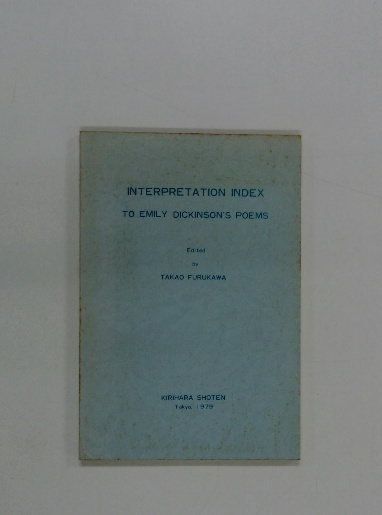 INTERPRETATION INDEX
TO EMILY DICKINSON'S POEMS
Edited
by
TAKAO FURUKAWA
KIRIHARA SHOTEN
Tokyo, 1979